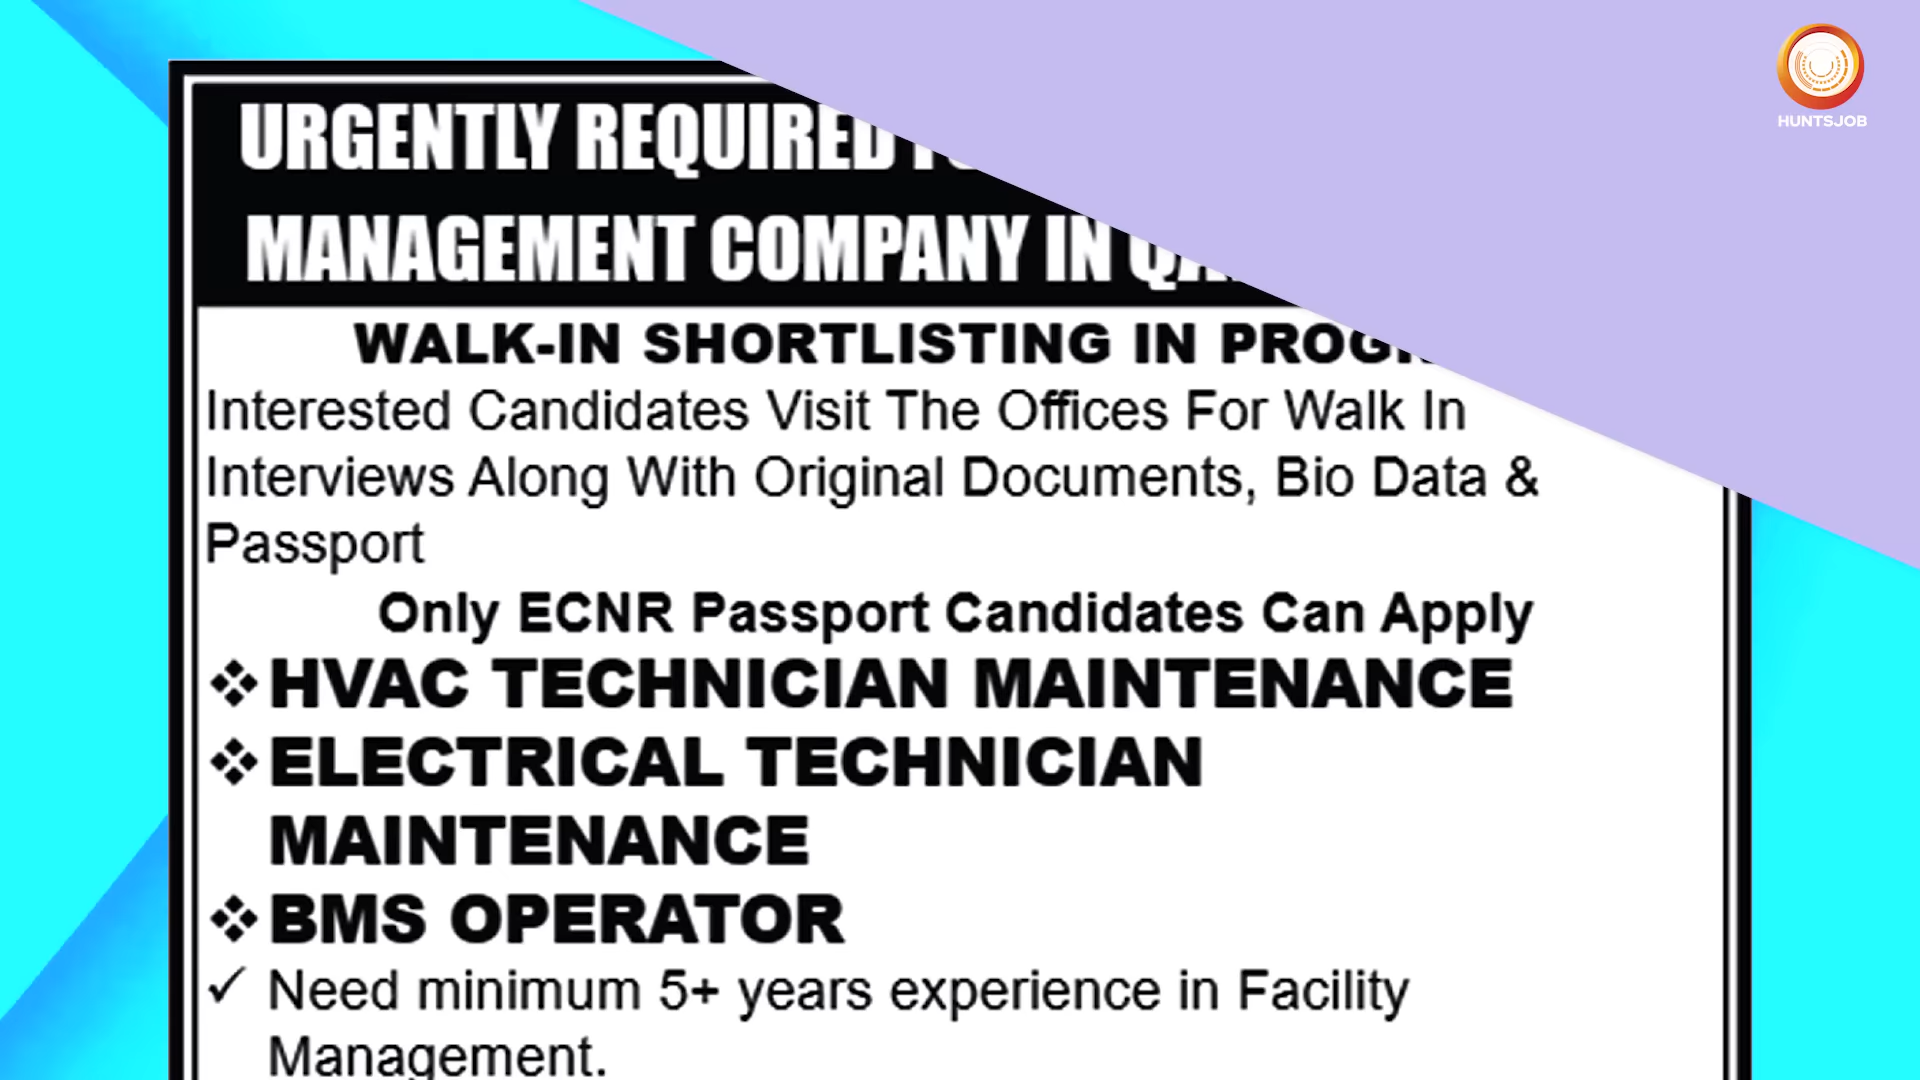 HUNTSJOB
URGENTLY REQUIRED
MANAGEMENT COMPANY IN
WALK-IN SHORTLISTING IN
Interested Candidates Visit The Offices For Walk In
Interviews Along With Original Documents, Bio Data &
Passport
Only ECNR Passport Candidates Can Apply
❖ HVAC TECHNICIAN MAINTENANCE
❖ ELECTRICAL TECHNICIAN
MAINTENANCE
❖ BMS OPERATOR
✓ Need minimum 5+ years experience in Facility
Management.